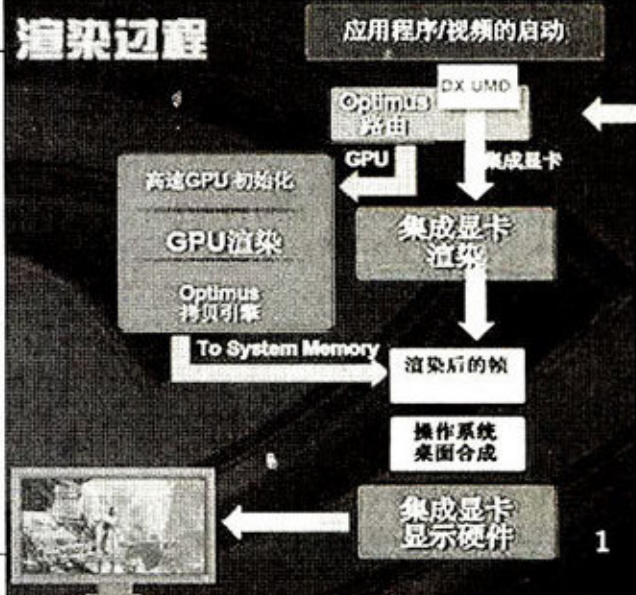 渲染过程
应用程序/视频的启动
DX UMD
Optimus
路由
GPU
集成显卡
高速GPU 初始化
GPU渲染
Optimus
拷贝引擎
集成显卡
渲染
To System Memory
渲染后的帧
操作系统
桌面合成
集成显卡
显示硬件
1